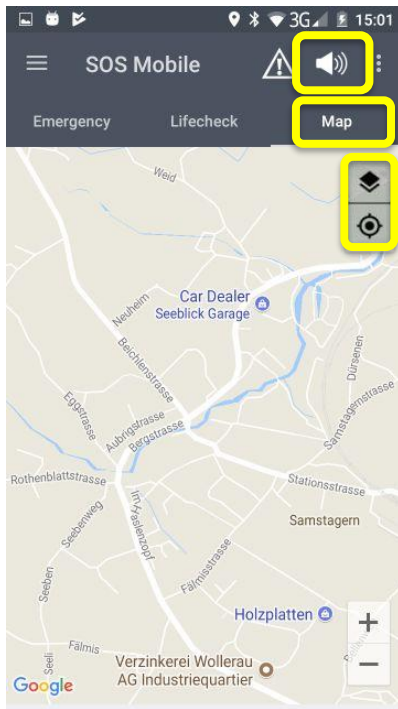 3G 15:01
SOS Mobile
Emergency Lifecheck Map
Weid
Car Dealer
Seeblick Garage
Neuheim
Beichlenstrasse
Dürsenen
Eggstrasse
Samstagernstrasse
Aubrigstrasse
Bergstrasse
Rothenblattstrasse
Stationsstrasse
Im-Haslenzopf
Seebenweg
Samstagern
Fälmisstrasse
Seeben
Holzplatten
+
Fälmis
Seeli
Verzinkerei Wollerau
AG Industriequartier
−
Google